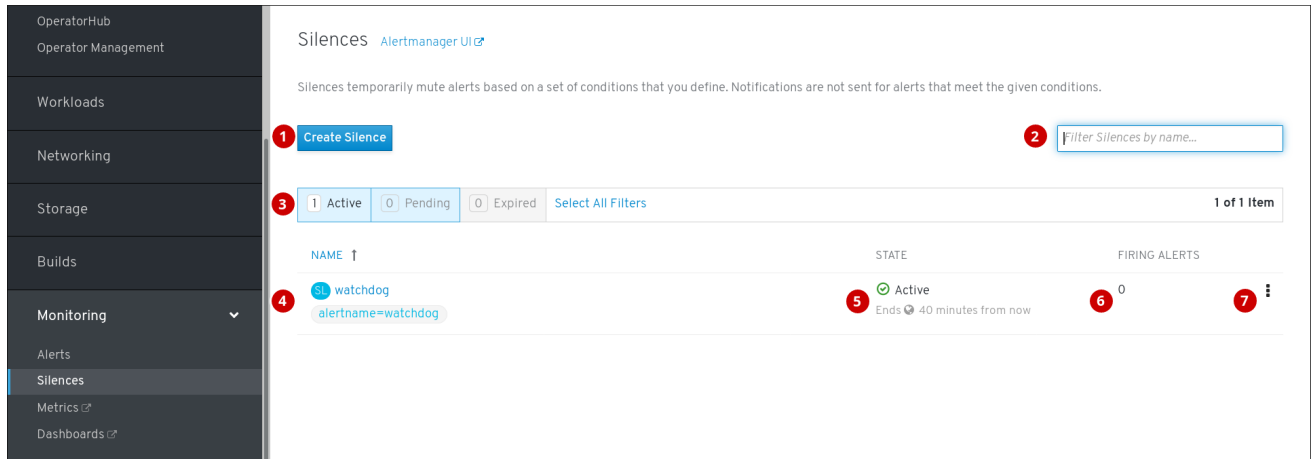 OperatorHub
Operator Management
Workloads
Networking
Storage
Builds
Monitoring
Alerts
Silences
Metrics
Dashboards
Silences Alertmanager UI
Silences temporarily mute alerts based on a set of conditions that you define. Notifications are not sent for alerts that meet the given conditions.
1 Create Silence 2 Filter Silences by name...
3 1 Active 0 Pending 0 Expired Select All Filters 1 of 1 Item
NAME STATE FIRING ALERTS
4 SL watchdog 5 Active 6 0 7
alertname=watchdog Ends 40 minutes from now